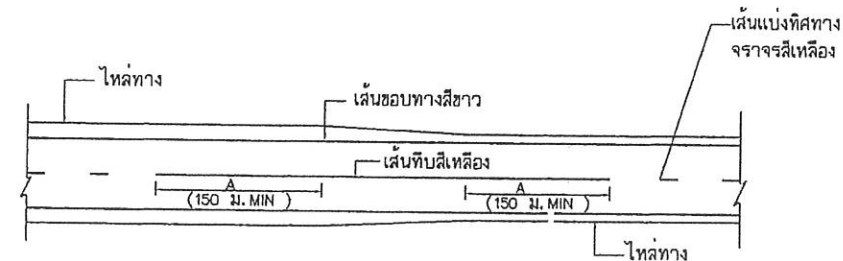 เส้นแบ่งทิศทาง
จราจรสีเหลือง
ไหล่ทาง
เส้นขอบทางสีขาว
เส้นทึบสีเหลือง
A
(150 ม. MIN )
A
(150 ม. MIN )
ไหล่ทาง